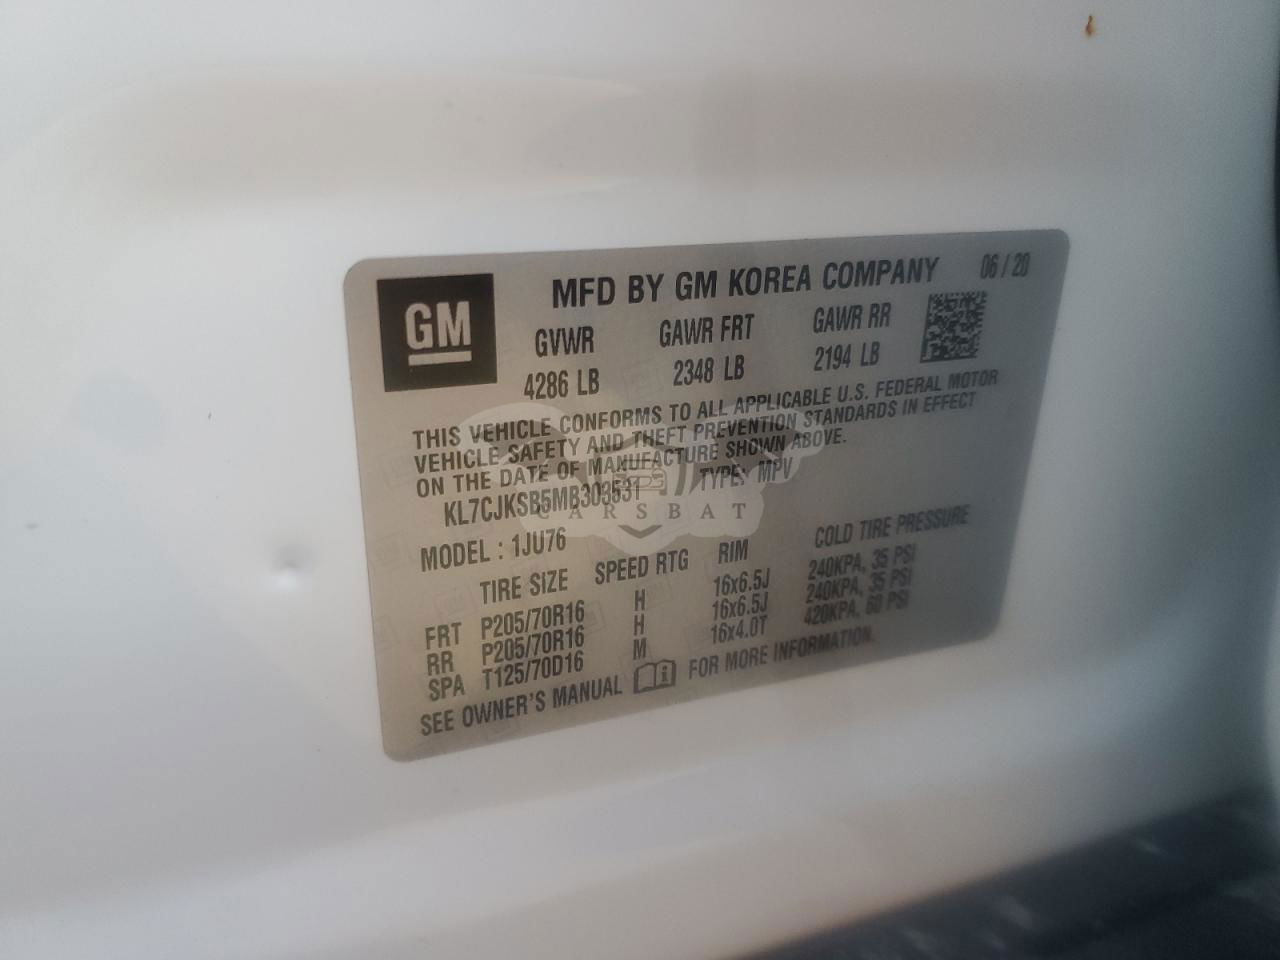 GM
MFD BY GM KOREA COMPANY 06 / 20
GVWR GAWR FRT GAWR RR
4286 LB 2348 LB 2194 LB
THIS VEHICLE CONFORMS TO ALL APPLICABLE U.S. FEDERAL MOTOR
VEHICLE SAFETY AND THEFT PREVENTION STANDARDS IN EFFECT
ON THE DATE OF MANUFACTURE SHOWN ABOVE.
KL7CJKSB5MB303531 TYPE: MPV
CARSBAT
MODEL : 1JU76
TIRE SIZE SPEED RTG RIM COLD TIRE PRESSURE
FRT P205/70R16 H 16x6.5J 240KPA, 35 PSI
RR P205/70R16 H 16x6.5J 240KPA, 35 PSI
SPA T125/70D16 M 16x4.0T 420KPA, 60 PSI
SEE OWNER'S MANUAL FOR MORE INFORMATION.